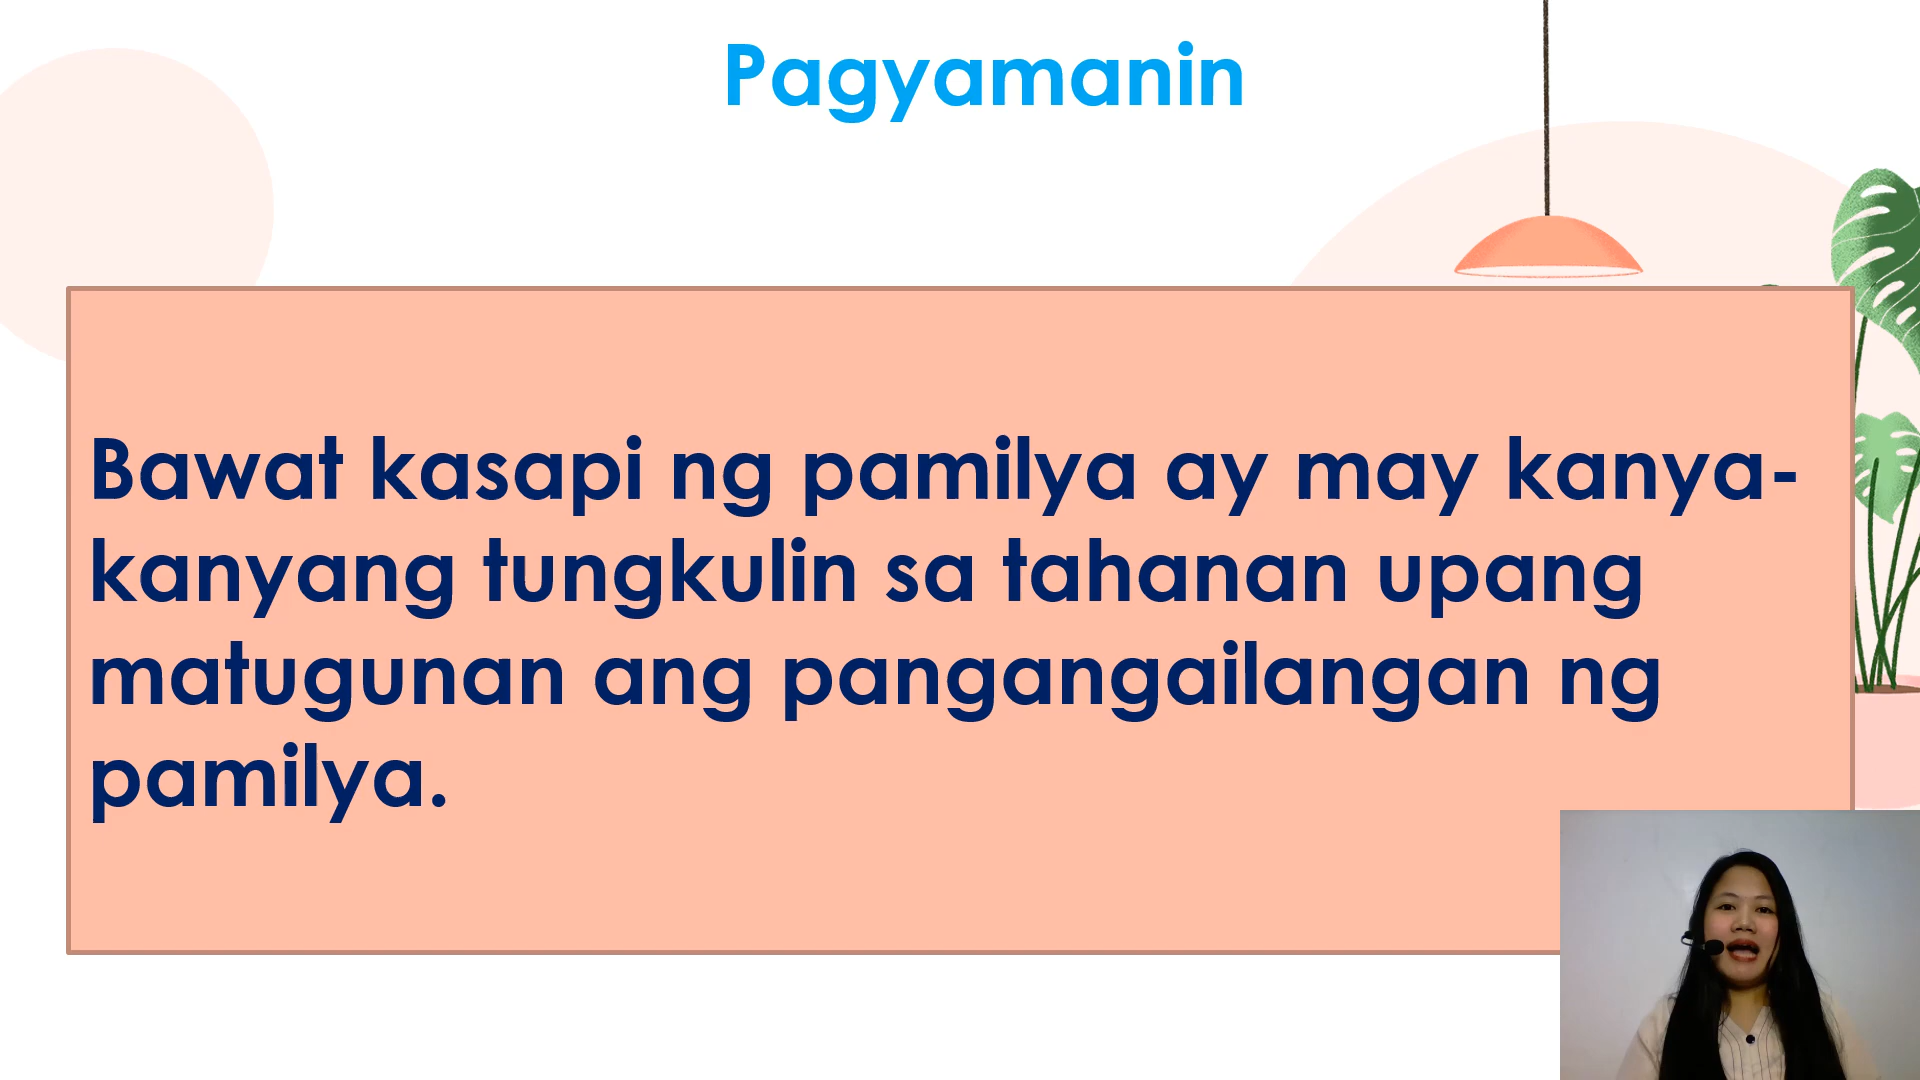 Pagyamanin
Bawat kasapi ng pamilya ay may kanya-
kanyang tungkulin sa tahanan upang
matugunan ang pangangailangan ng
pamilya.